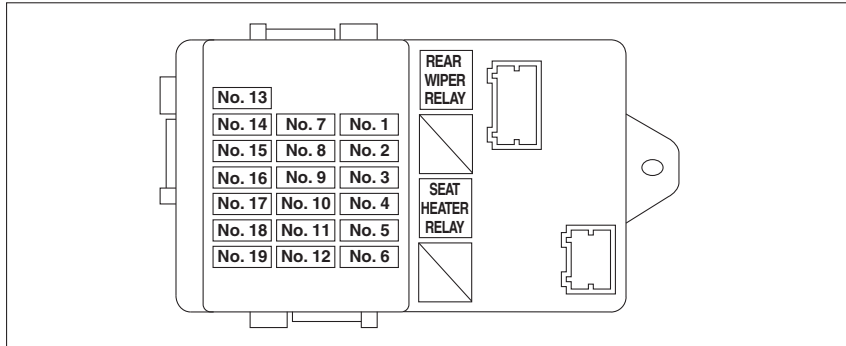 REAR
WIPER
RELAY
No. 13
No. 14 No. 7 No. 1
No. 15 No. 8 No. 2
No. 16 No. 9 No. 3
No. 17 No. 10 No. 4
No. 18 No. 11 No. 5
No. 19 No. 12 No. 6
SEAT
HEATER
RELAY